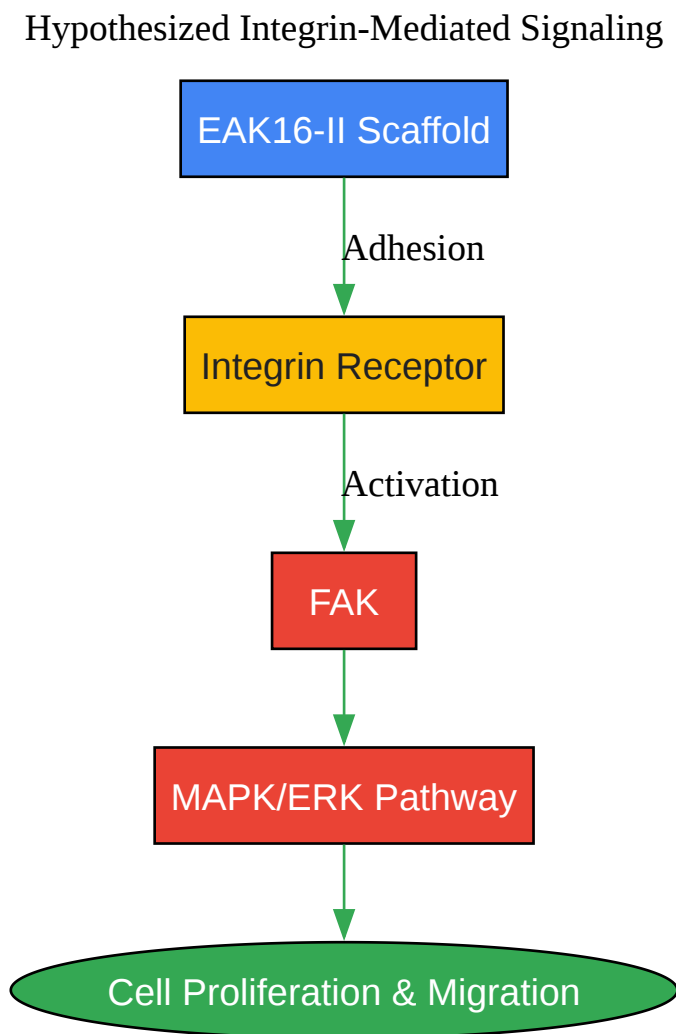 Hypothesized Integrin-Mediated Signaling
EAK16-II Scaffold
Adhesion
Integrin Receptor
Activation
FAK
MAPK/ERK Pathway
Cell Proliferation & Migration